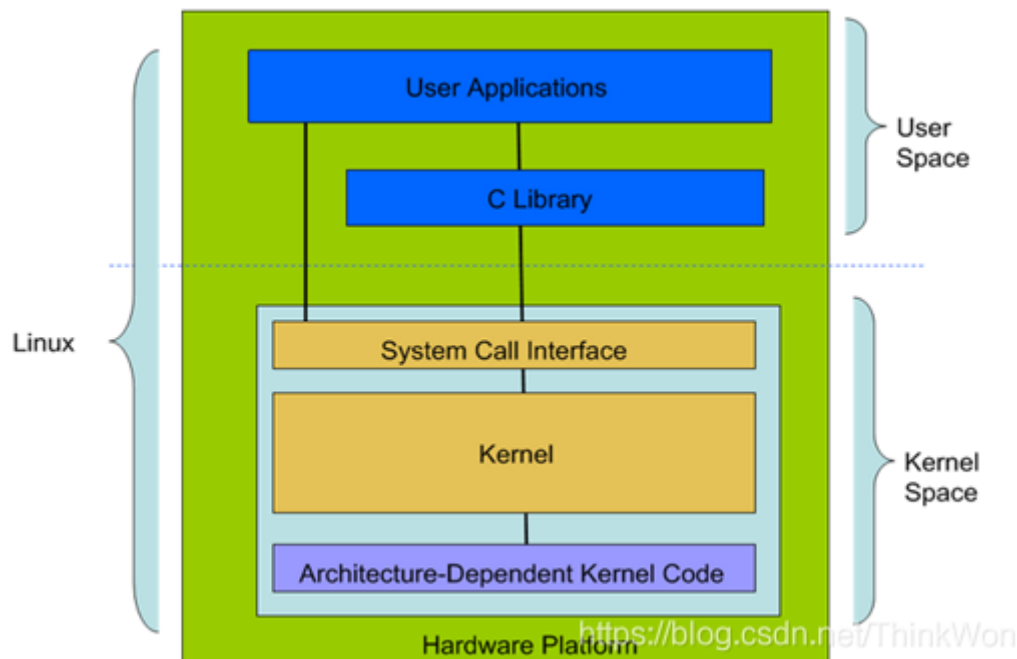 User Applications
User
Space
C Library
Linux
System Call Interface
Kernel
Kernel
Space
Architecture-Dependent Kernel Code
Hardware Platform
https://blog.csdn.net/ThinkWon